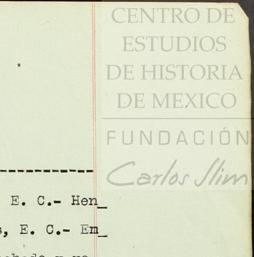 CENTRO DE
ESTUDIOS
DE HISTORIA
DE MEXICO
FUNDACIÓN
Carlos Slim
E. C.- Hen_
, E. C.- Em_